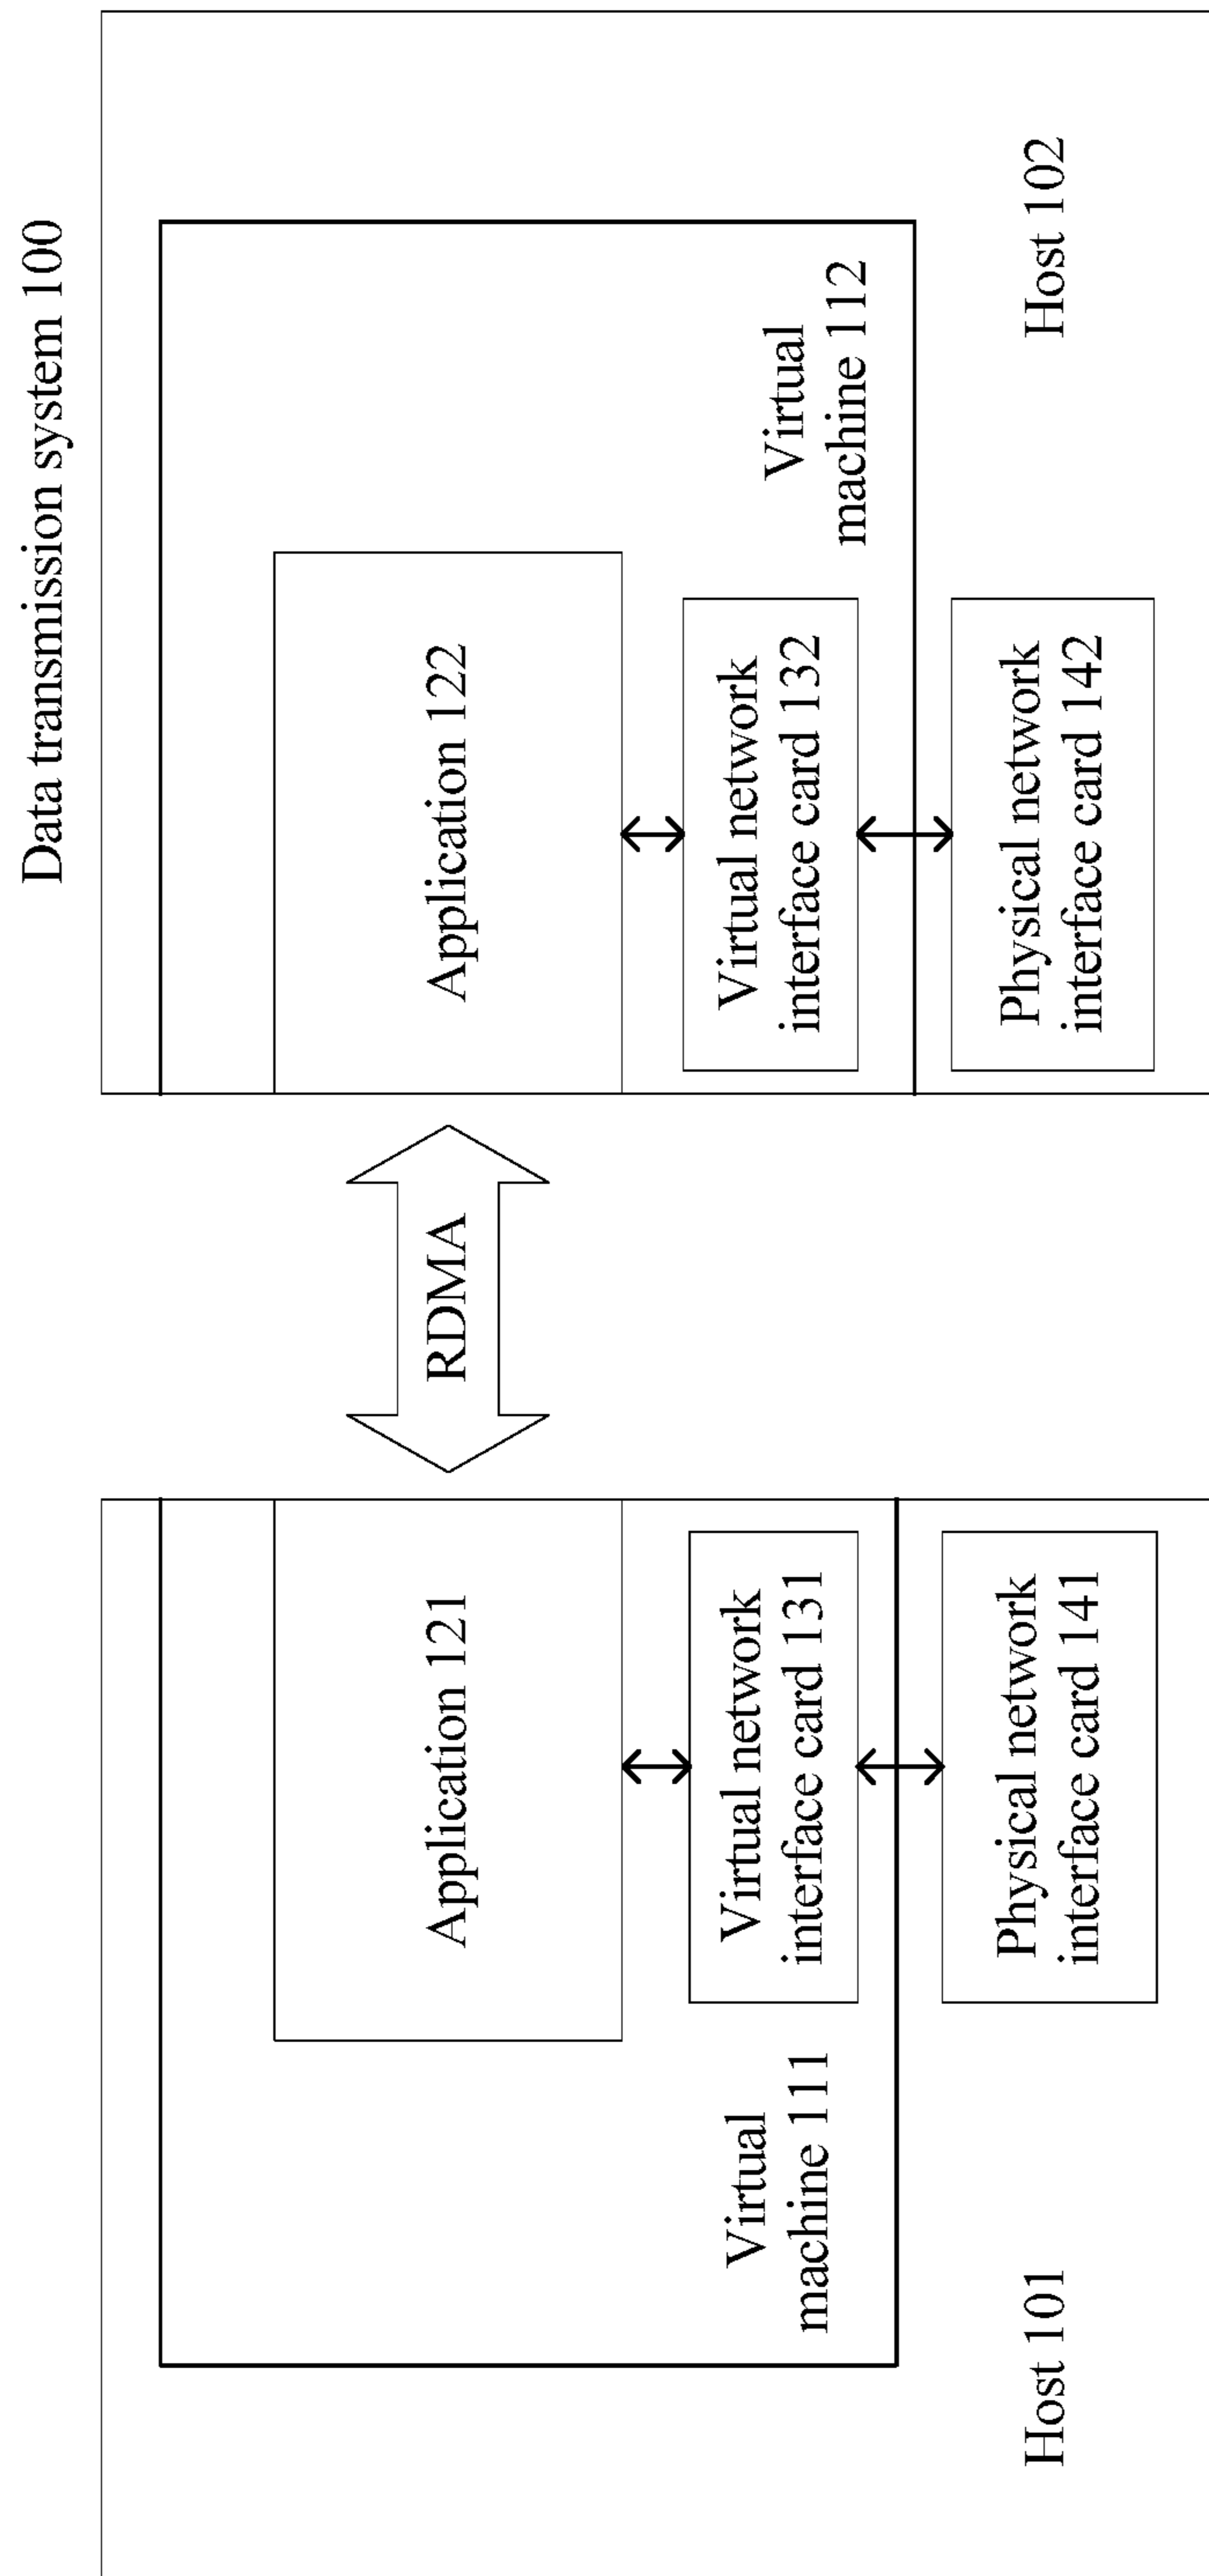 Data transmission system 100
Application 121
Virtual network
interface card 131
Virtual
machine 111
Physical network
interface card 141
Host 101
RDMA
Application 122
Virtual network
interface card 132
Virtual
machine 112
Physical network
interface card 142
Host 102